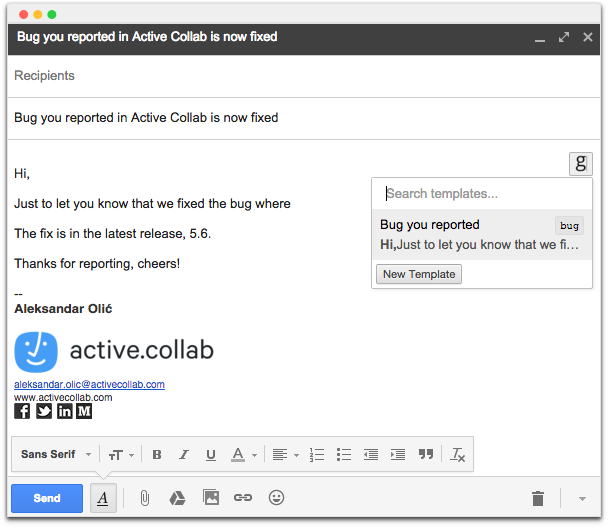 Bug you reported in Active Collab is now fixed
Recipients
Bug you reported in Active Collab is now fixed
g
Hi,
Just to let you know that we fixed the bug where
The fix is in the latest release, 5.6.
Thanks for reporting, cheers!
Search templates...
Bug you reported bug
Hi,Just to let you know that we fi…
New Template
--
Aleksandar Olić
active.collab
aleksandar.olic@activecollab.com
www.activecollab.com
f in M
Sans Serif TT B I U A Tx
Send A